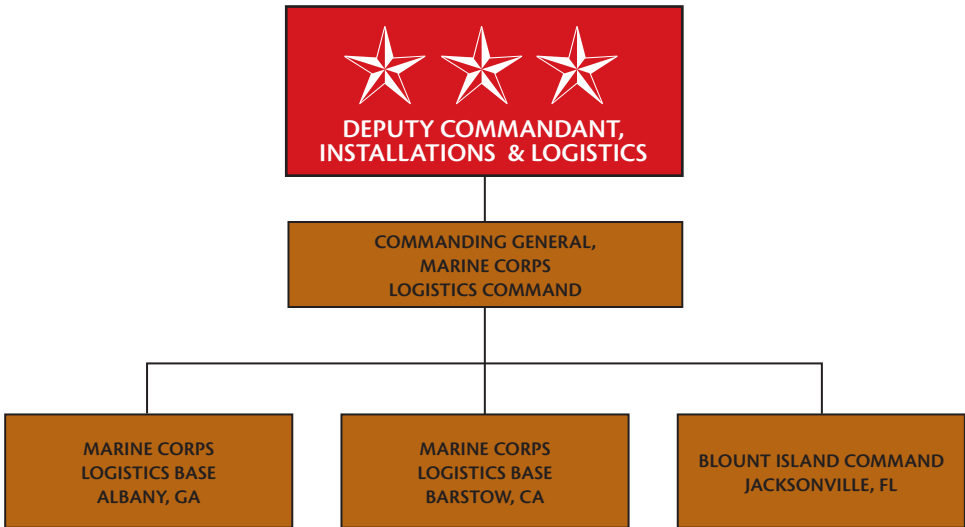 DEPUTY COMMANDANT,
INSTALLATIONS & LOGISTICS
COMMANDING GENERAL,
MARINE CORPS
LOGISTICS COMMAND
MARINE CORPS
LOGISTICS BASE
ALBANY, GA
MARINE CORPS
LOGISTICS BASE
BARSTOW, CA
BLOUNT ISLAND COMMAND
JACKSONVILLE, FL